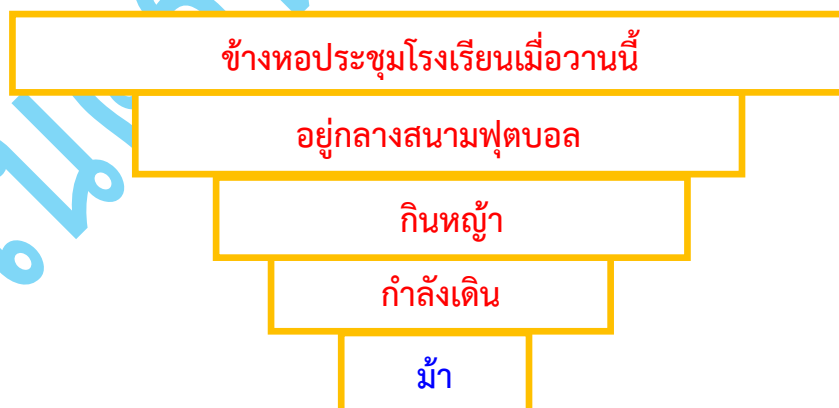 ข้างหอประชุมโรงเรียนเมื่อวานนี้
อยู่กลางสนามฟุตบอล
กินหญ้า
กำลังเดิน
ม้า